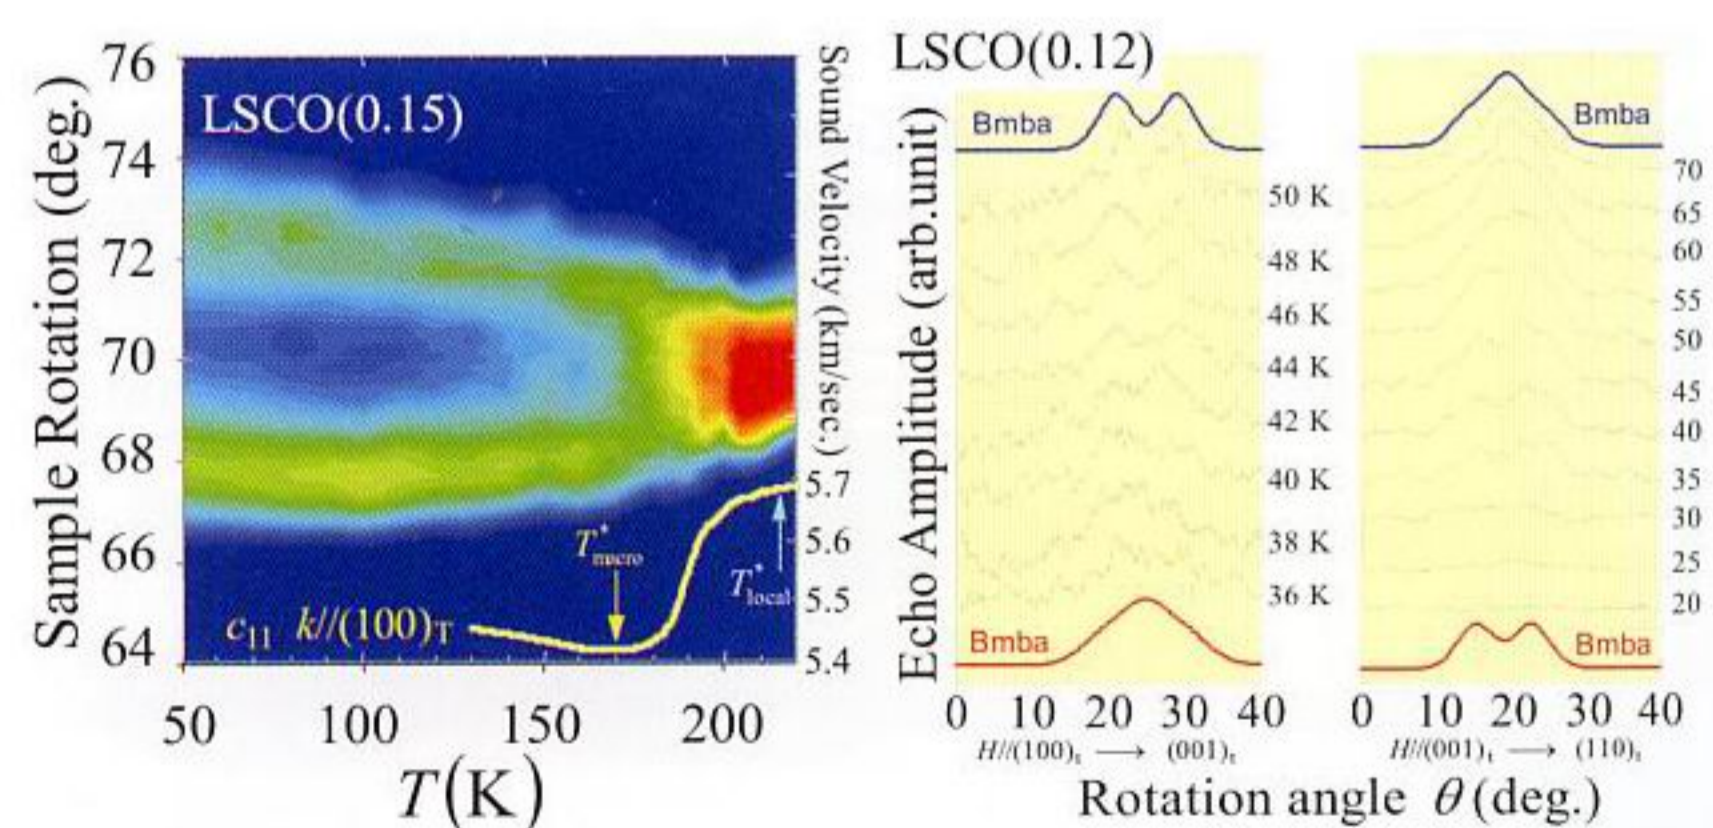 LSCO(0.15)
Sample Rotation (deg.)
76
74
72
70
68
66
64
50 100 150 200
T(K)
Sound Velocity (km/sec.)
5.7
5.6
5.5
5.4
T*macro
T*local
c11 k//(100)T
LSCO(0.12)
Echo Amplitude (arb.unit)
Bmba
50 K
48 K
46 K
44 K
42 K
40 K
38 K
36 K
Bmba
0 10 20 30 40
H//(100)t → (001)t
Bmba
70
65
60
55
50
45
40
35
30
25
20
Bmba
0 10 20 30 40
H//(001)t → (110)t
Rotation angle θ (deg.)